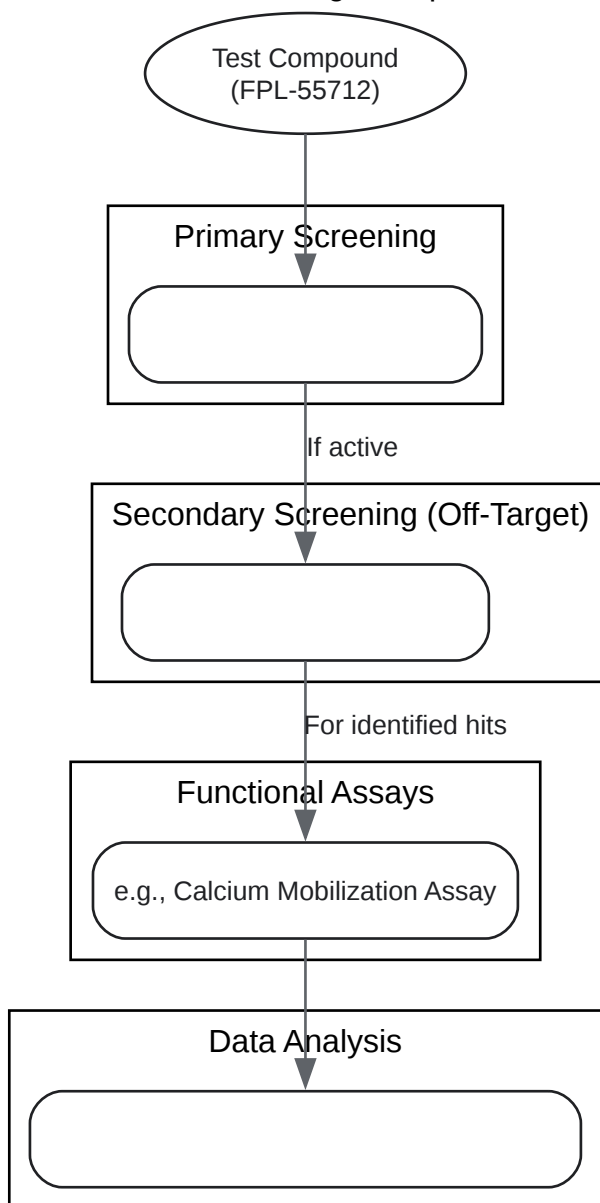 Test Compound
(FPL-55712)
Primary Screening
If active
Secondary Screening (Off-Target)
For identified hits
Functional Assays
e.g., Calcium Mobilization Assay
Data Analysis